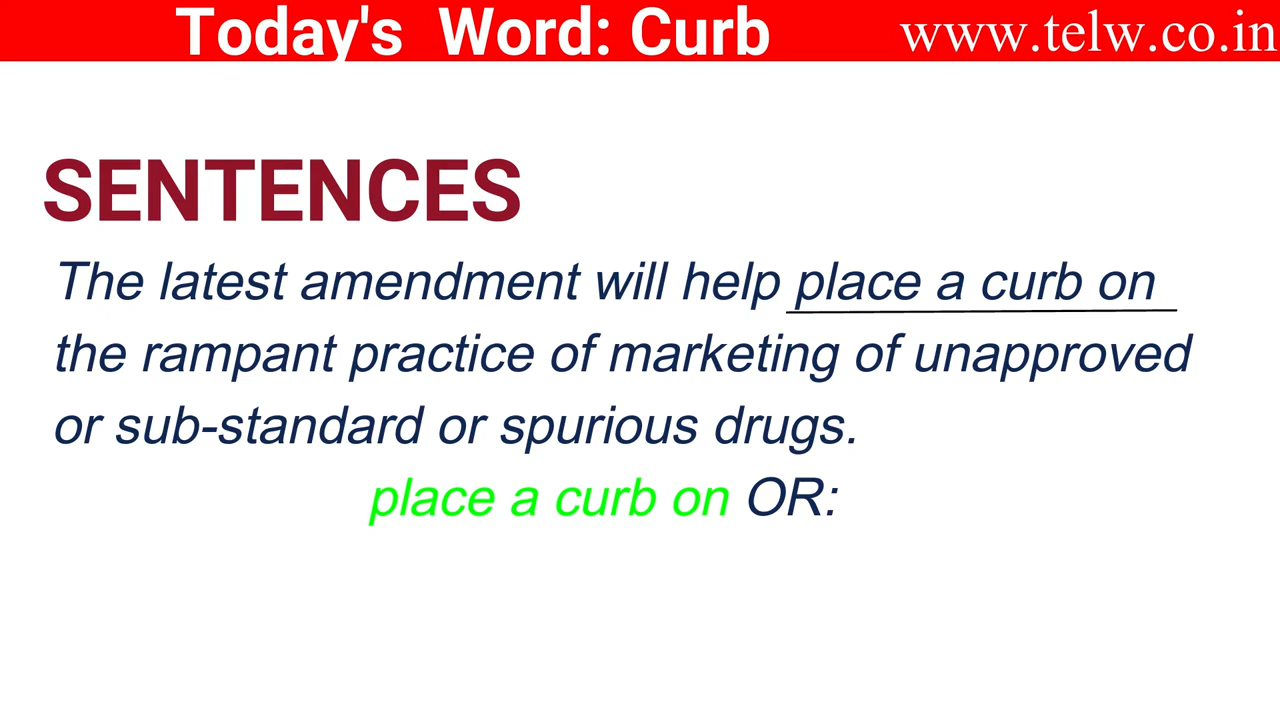 Today's Word: Curb
www.telw.co.in
SENTENCES
The latest amendment will help place a curb on
the rampant practice of marketing of unapproved
or sub-standard or spurious drugs.
place a curb on OR: